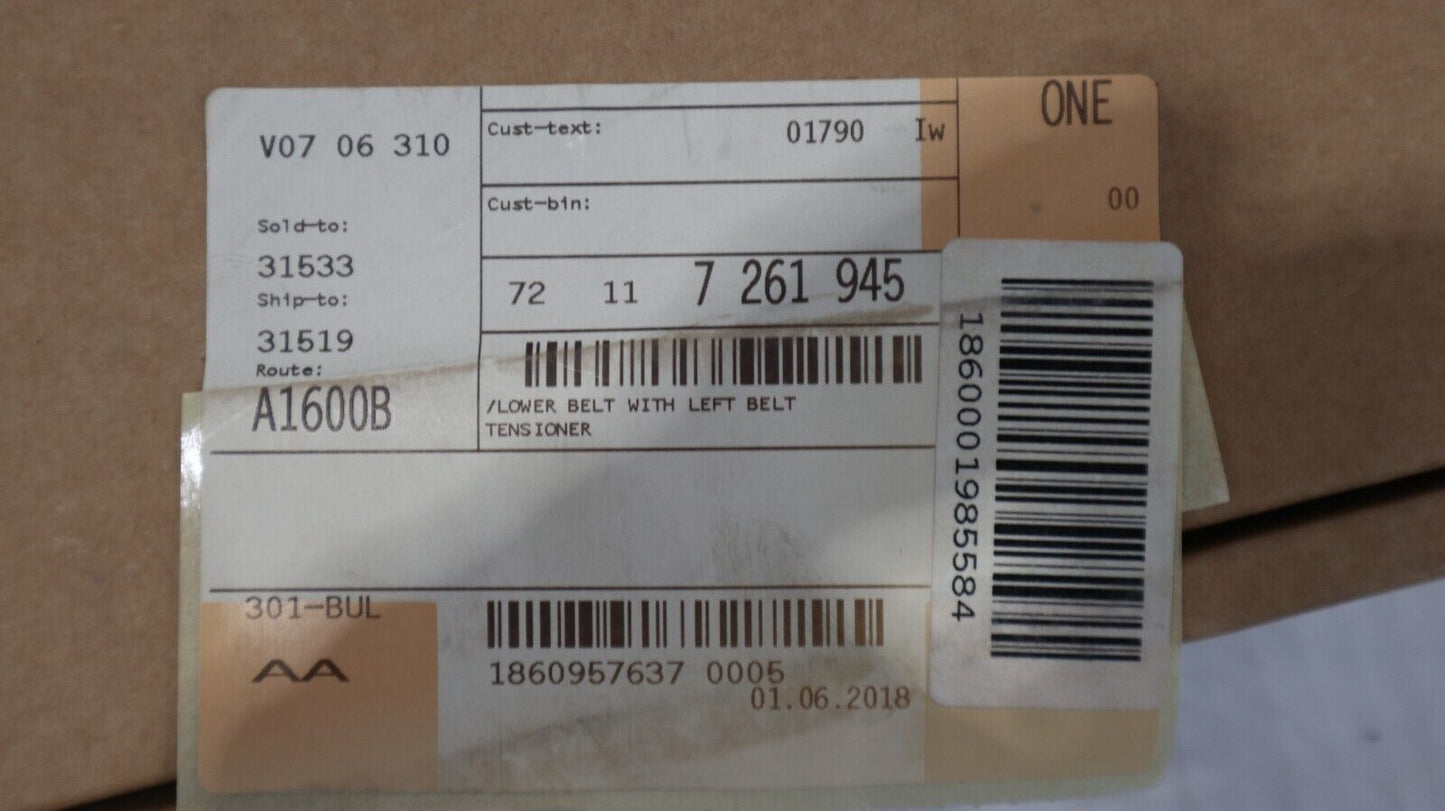 V07 06 310
Cust-text: 01790 Iw
ONE
00
Sold-to:
31533
Cust-bin:
Ship-to:
31519
72 11 7 261 945
Route:
A1600B
/LOWER BELT WITH LEFT BELT
TENSIONER
1860001985584
301-BUL
AA
1860957637 0005
01.06.2018